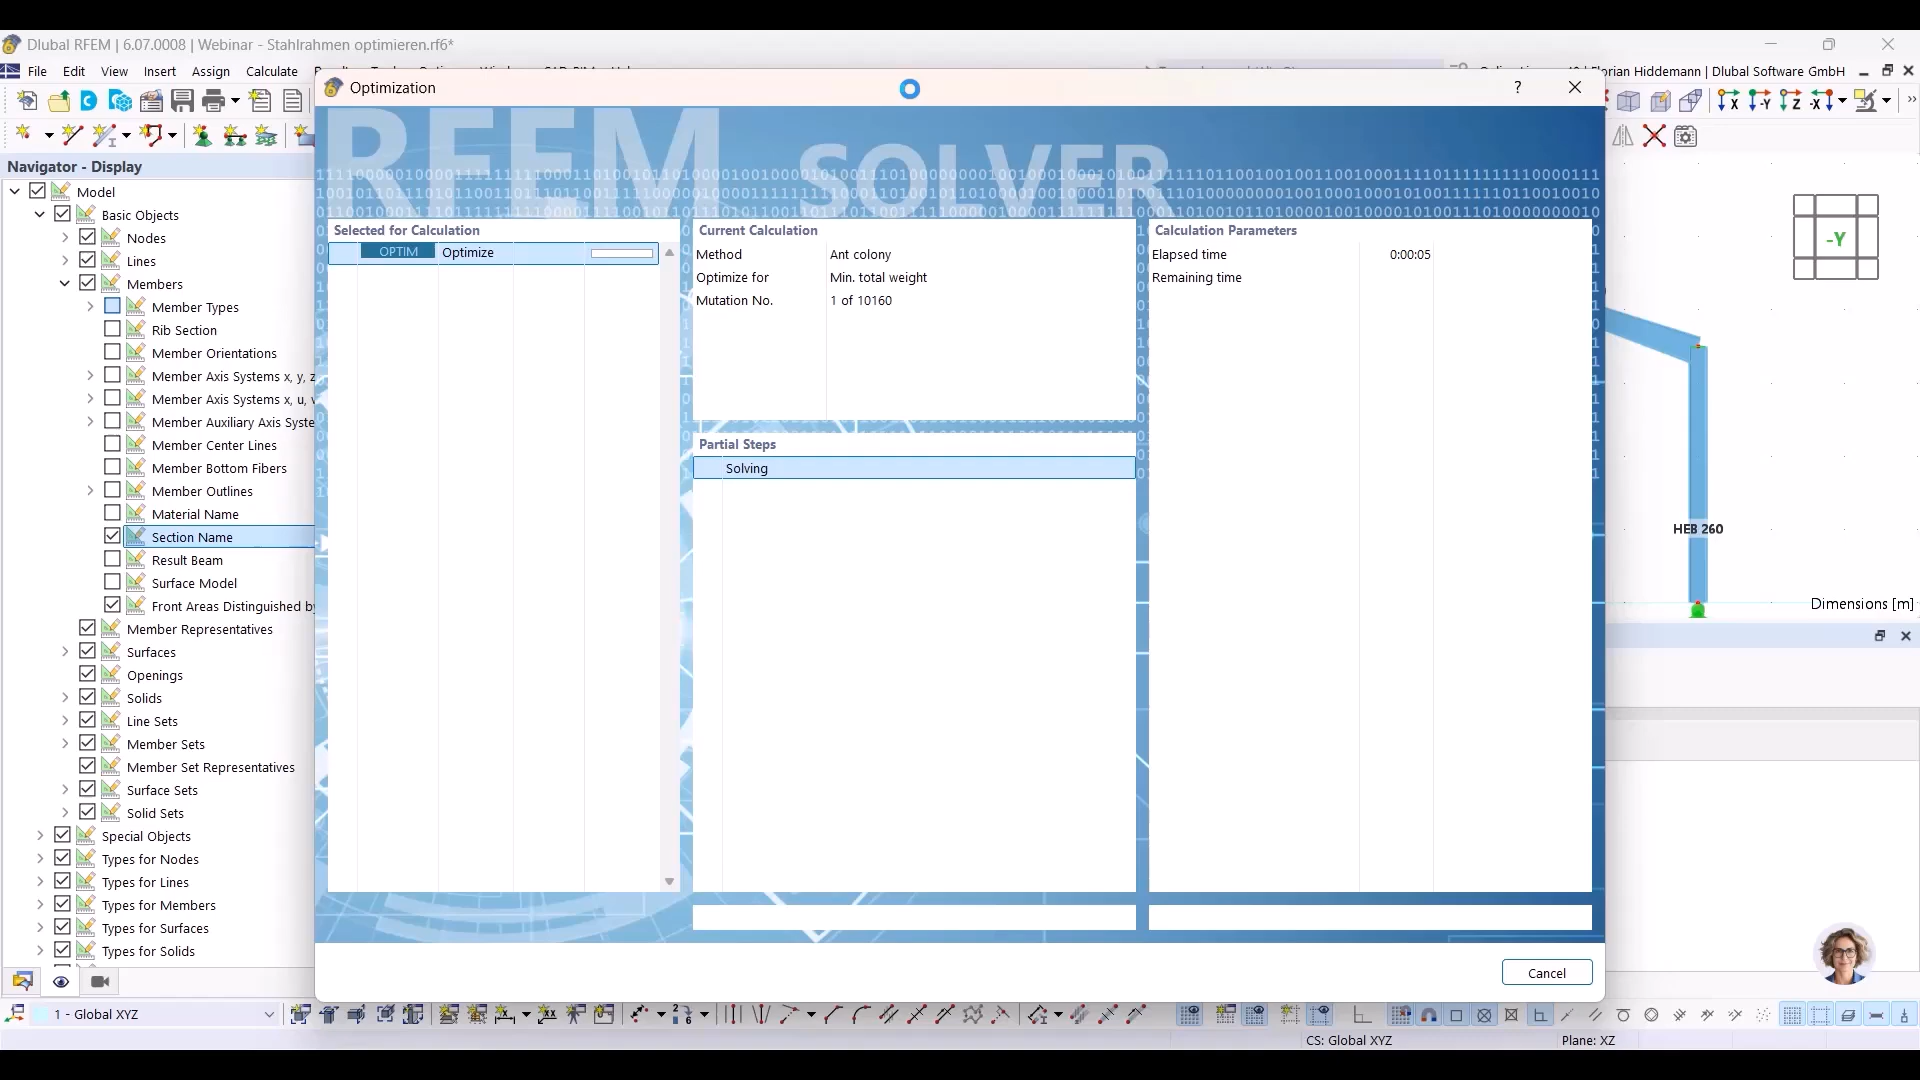 Dlubal RFEM | 6.07.0008 | Webinar - Stahlrahmen optimieren.rf6*
File Edit View Insert Assign Calculate
Florian Hiddemann | Dlubal Software GmbH
Optimization
RFEM SOLVER
Navigator - Display
Model
Basic Objects
Nodes
Lines
Members
Member Types
Rib Section
Member Orientations
Member Axis Systems x, y, z
Member Axis Systems x, u, v
Member Auxiliary Axis Syste
Member Center Lines
Member Bottom Fibers
Member Outlines
Material Name
Section Name
Result Beam
Surface Model
Front Areas Distinguished by
Member Representatives
Surfaces
Openings
Solids
Line Sets
Member Sets
Member Set Representatives
Surface Sets
Solid Sets
Special Objects
Types for Nodes
Types for Lines
Types for Members
Types for Surfaces
Types for Solids
Selected for Calculation
OPTIM Optimize
Current Calculation
Method Ant colony
Optimize for Min. total weight
Mutation No. 1 of 10160
Partial Steps
Solving
Calculation Parameters
Elapsed time 0:00:05
Remaining time
Cancel
-Y
HEB 260
Dimensions [m]
1 - Global XYZ
CS: Global XYZ
Plane: XZ